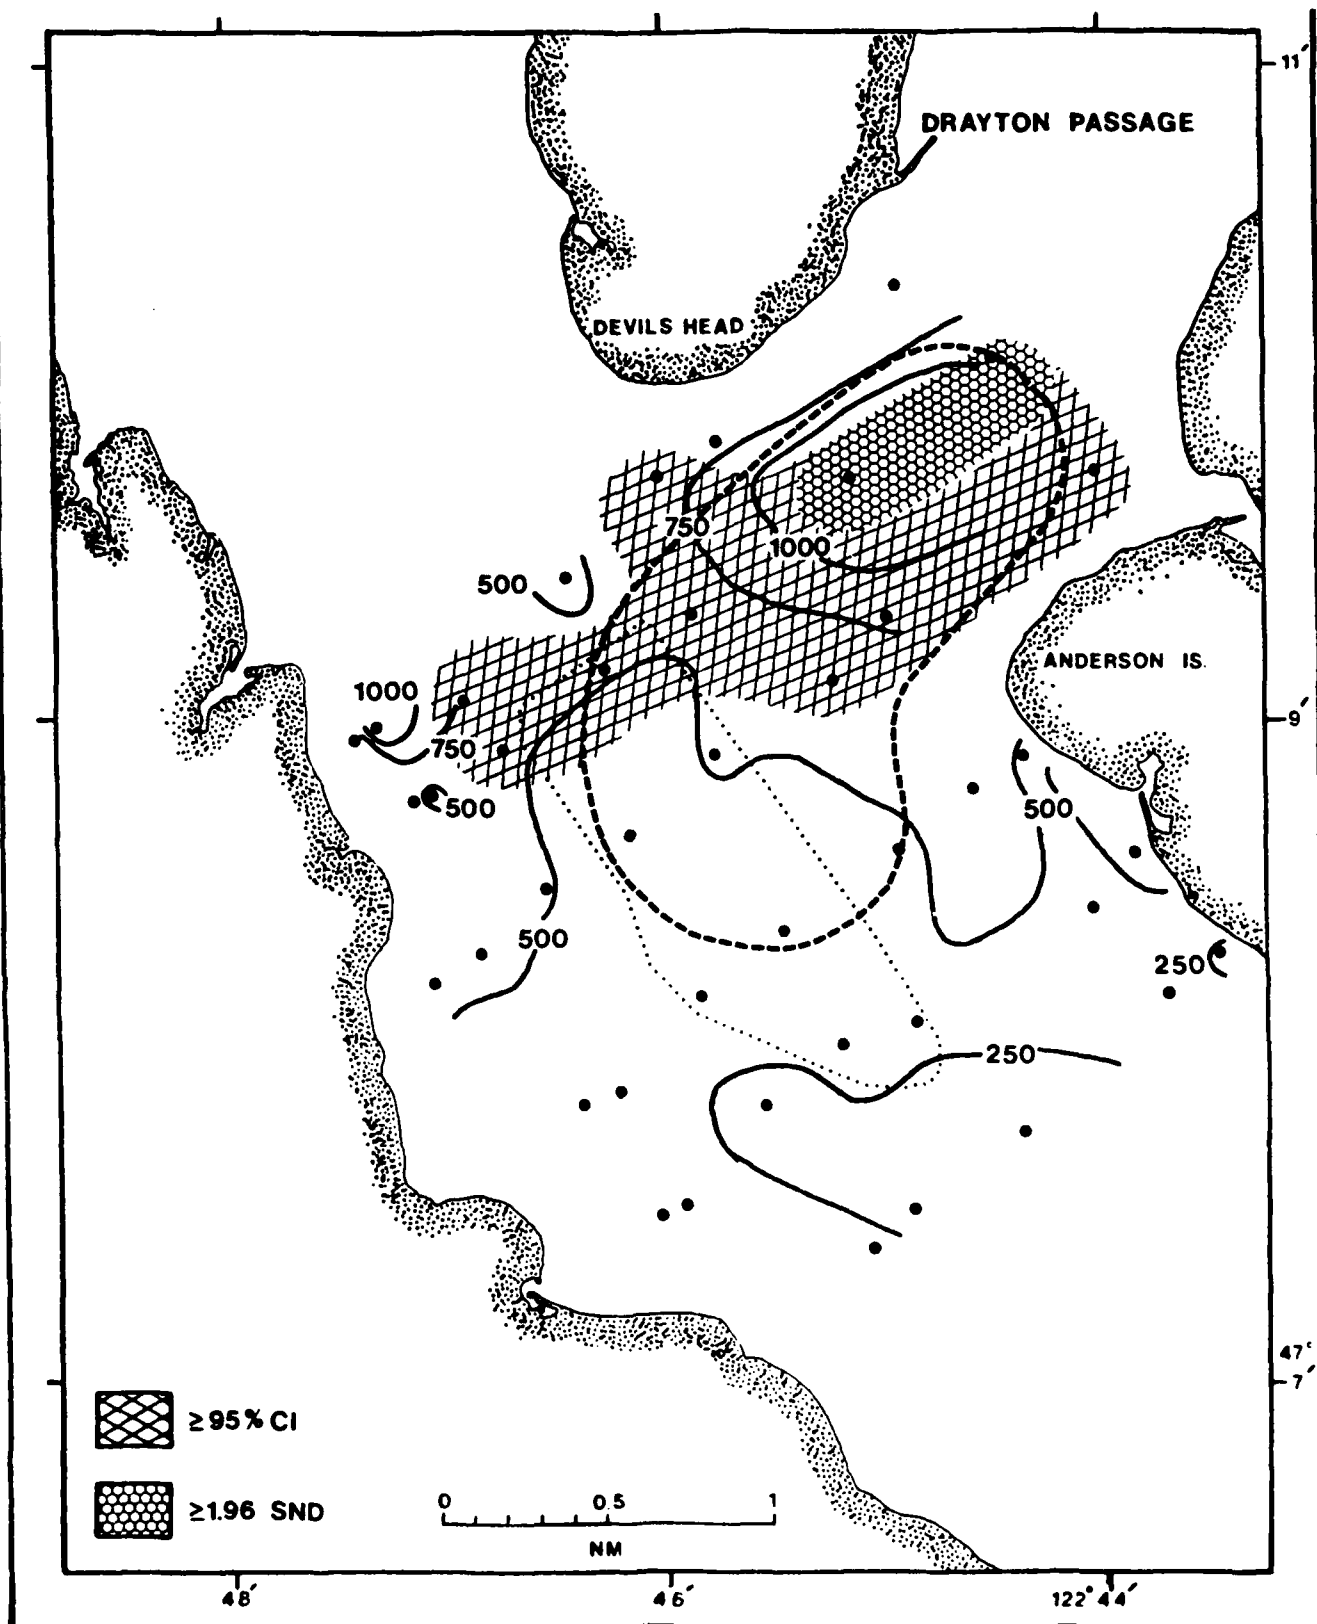 11′
DRAYTON PASSAGE
DEVILS HEAD
750
1000
500
ANDERSON IS.
1000
9′
750
500
500
500
250
250
47°
7′
≥95% CI
≥1.96 SND
0 0.5 1
NM
48′ 46′ 122°44′